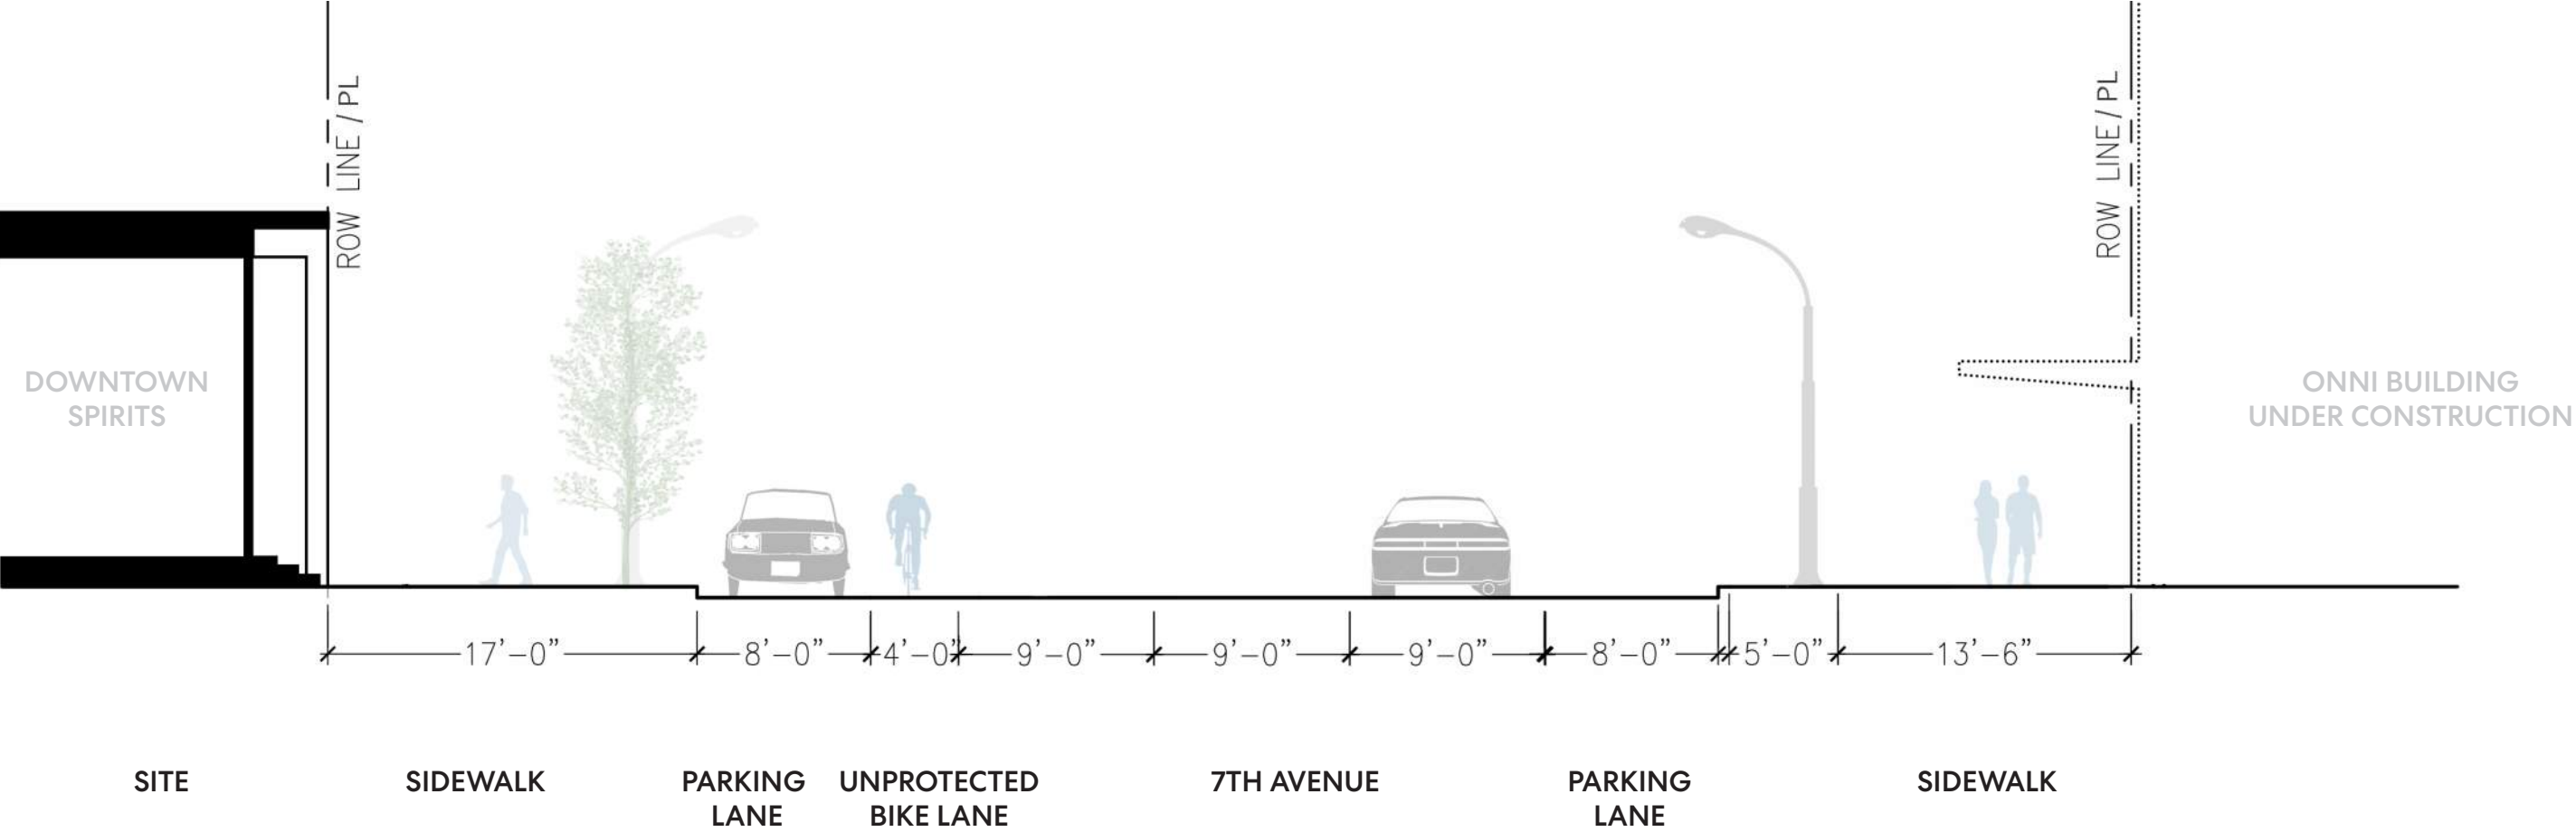 ROW LINE / PL
ROW LINE / PL
DOWNTOWN
SPIRITS
ONNI BUILDING
UNDER CONSTRUCTION
17'-0"
8'-0"
4'-0"
9'-0"
9'-0"
9'-0"
8'-0"
5'-0"
13'-6"
SITE
SIDEWALK
PARKING
LANE
UNPROTECTED
BIKE LANE
7TH AVENUE
PARKING
LANE
SIDEWALK